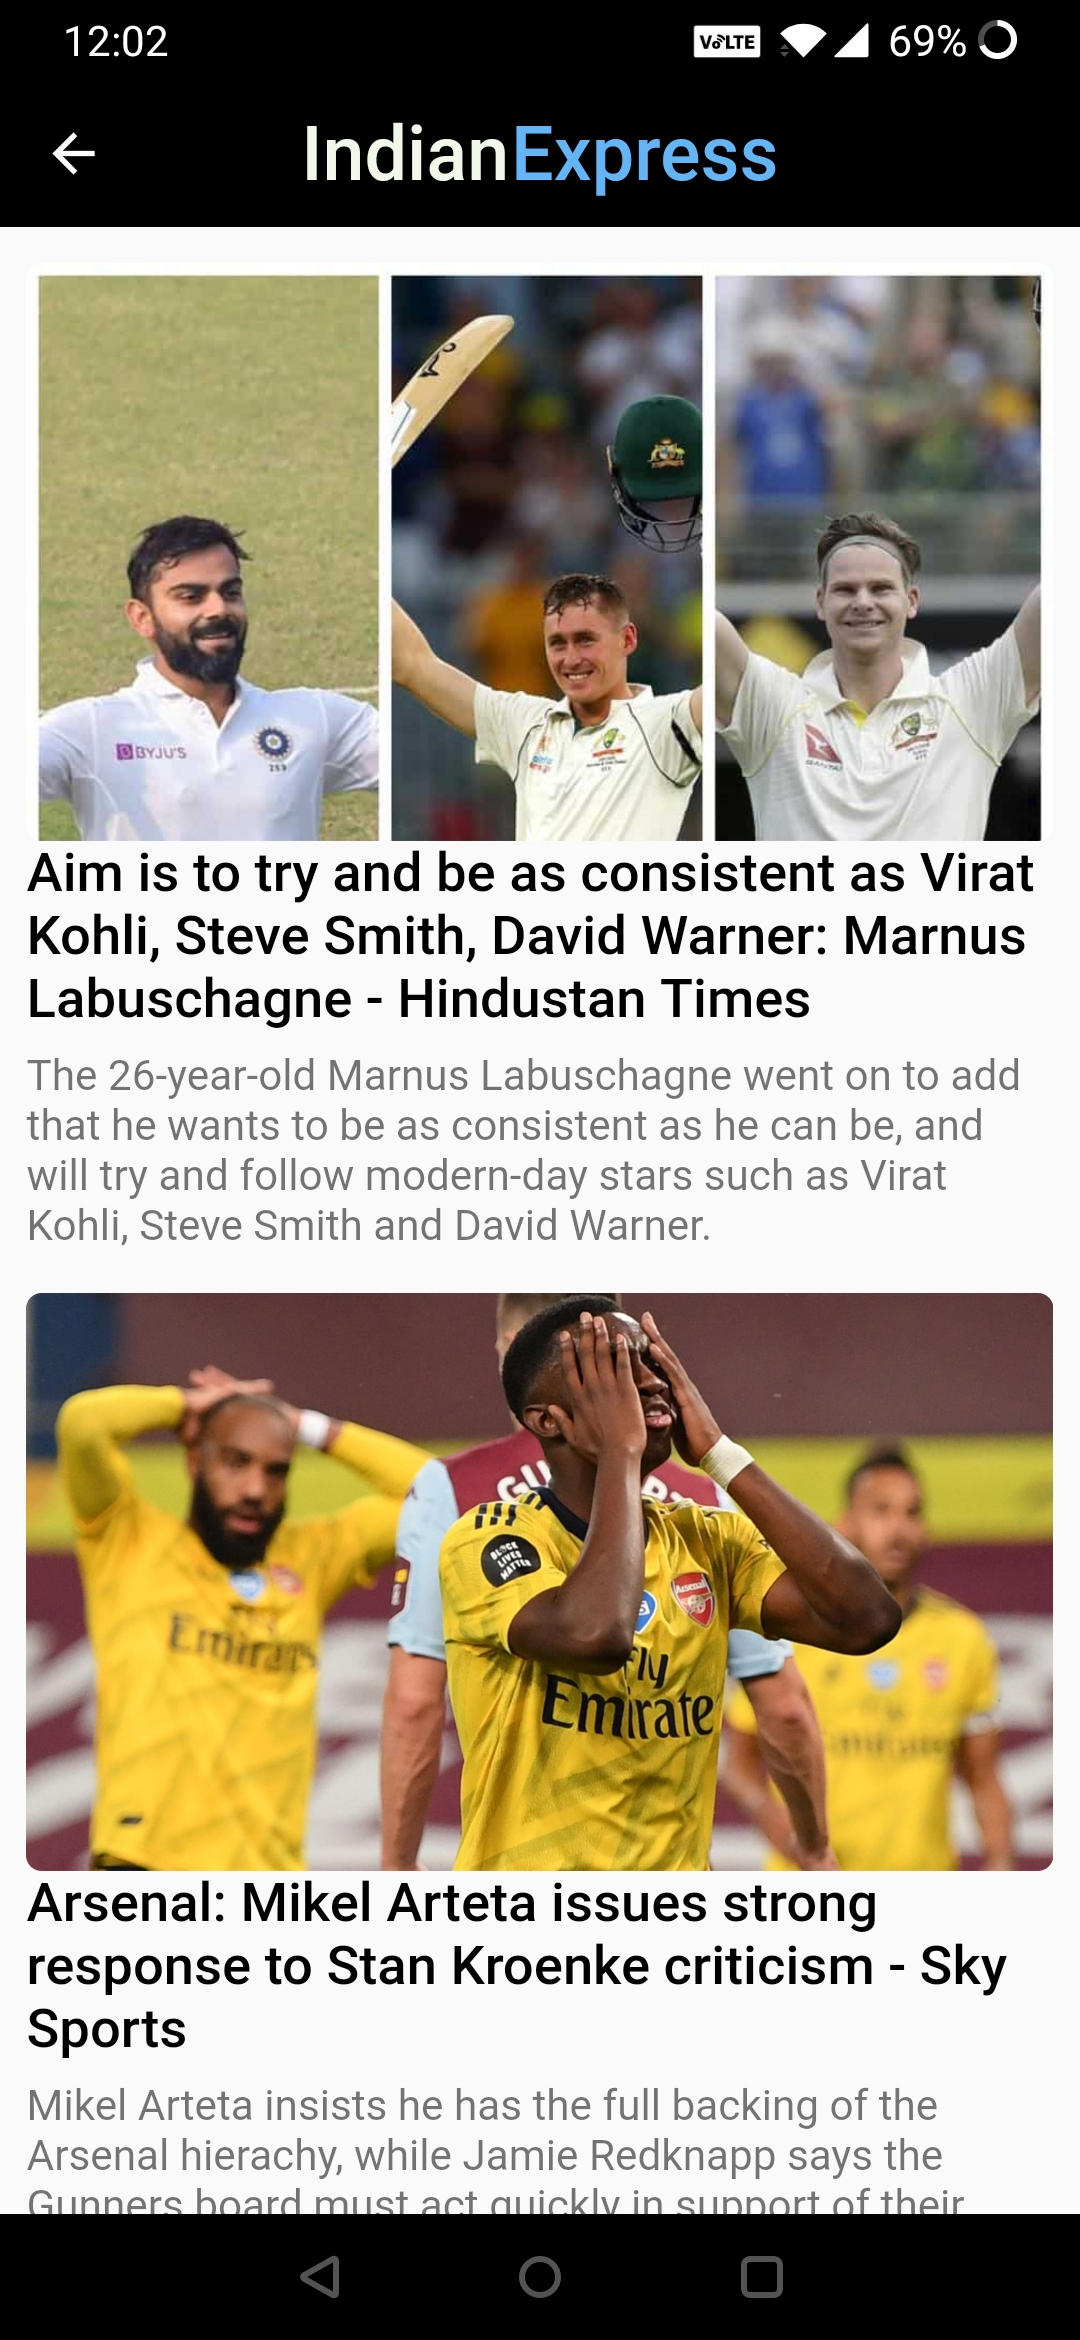 12:02
VoLTE
69%
IndianExpress
BYJU'S
Aim is to try and be as consistent as Virat
Kohli, Steve Smith, David Warner: Marnus
Labuschagne - Hindustan Times
The 26-year-old Marnus Labuschagne went on to add
that he wants to be as consistent as he can be, and
will try and follow modern-day stars such as Virat
Kohli, Steve Smith and David Warner.
BLACK
LIVES
MATTER
Arsenal
Emirates
Fly
Emirate
Arsenal: Mikel Arteta issues strong
response to Stan Kroenke criticism - Sky
Sports
Mikel Arteta insists he has the full backing of the
Arsenal hierachy, while Jamie Redknapp says the
Gunners board must act quickly in support of their